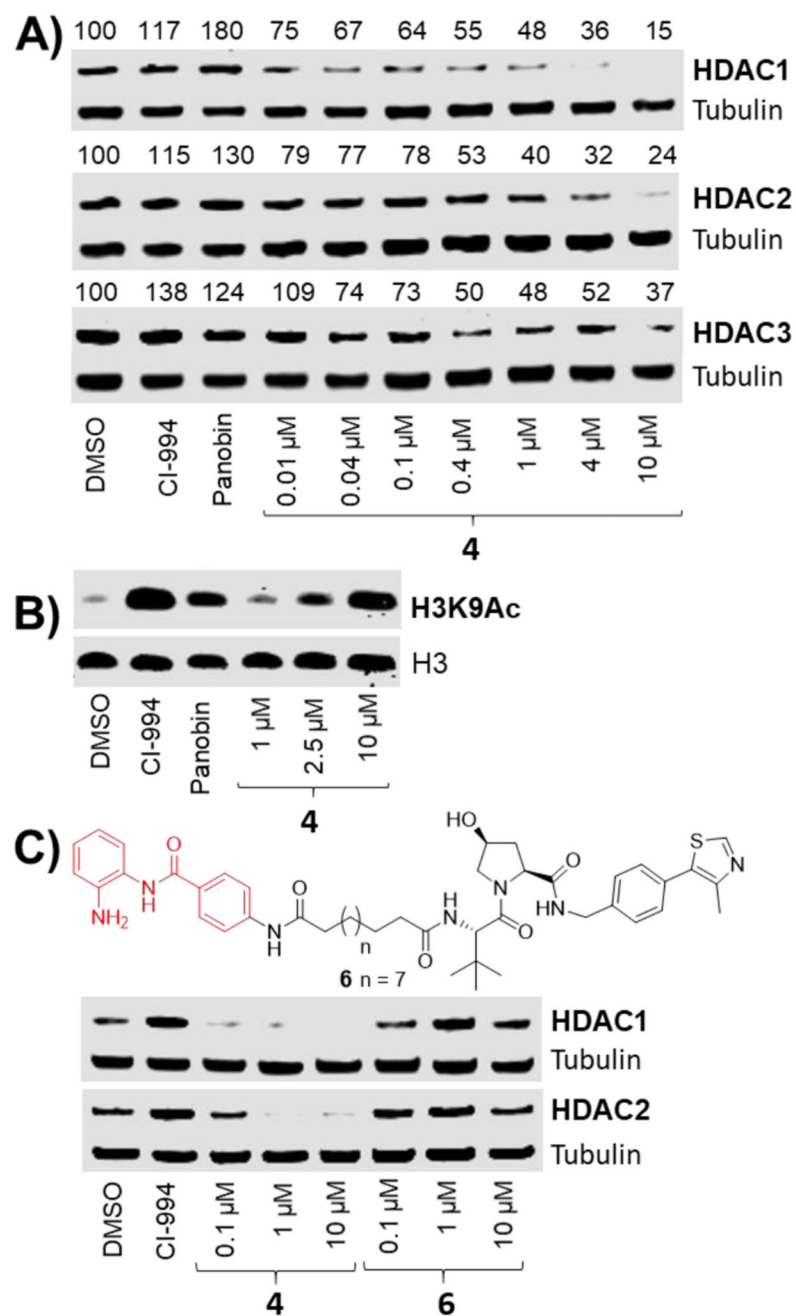 A)
100 117 180 75 67 64 55 48 36 15
HDAC1
Tubulin
100 115 130 79 77 78 53 40 32 24
HDAC2
Tubulin
100 138 124 109 74 73 50 48 52 37
HDAC3
Tubulin
DMSO CI-994 Panobin 0.01 µM 0.04 µM 0.1 µM 0.4 µM 1 µM 4 µM 10 µM
4
B)
H3K9Ac
H3
DMSO CI-994 Panobin 1 µM 2.5 µM 10 µM
4
C)
HO
S
N
O
O
N
O
NH
N
H
NH2
O
N
H
n
O
H
N
O
6 n = 7
HDAC1
Tubulin
HDAC2
Tubulin
DMSO CI-994 0.1 µM 1 µM 10 µM 0.1 µM 1 µM 10 µM
4 6